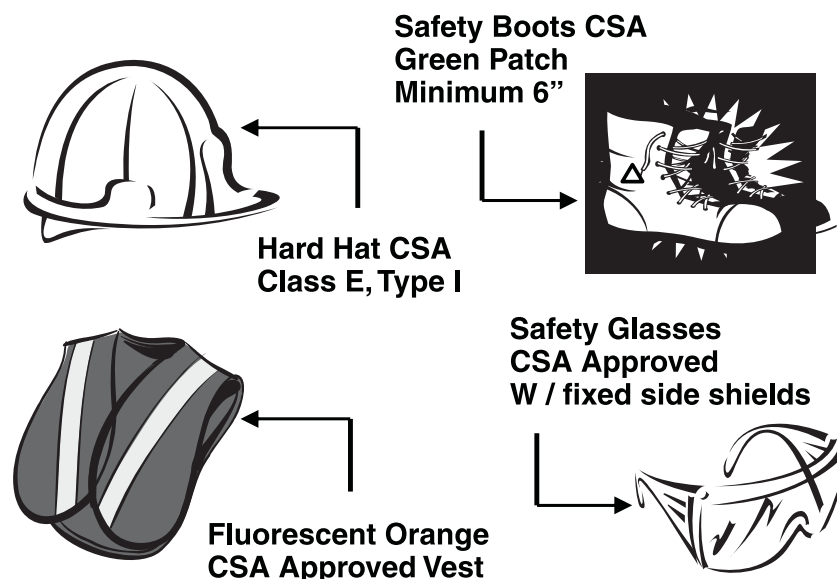 Safety Boots CSA
Green Patch
Minimum 6”
Hard Hat CSA
Class E, Type I
Safety Glasses
CSA Approved
W / fixed side shields
Fluorescent Orange
CSA Approved Vest